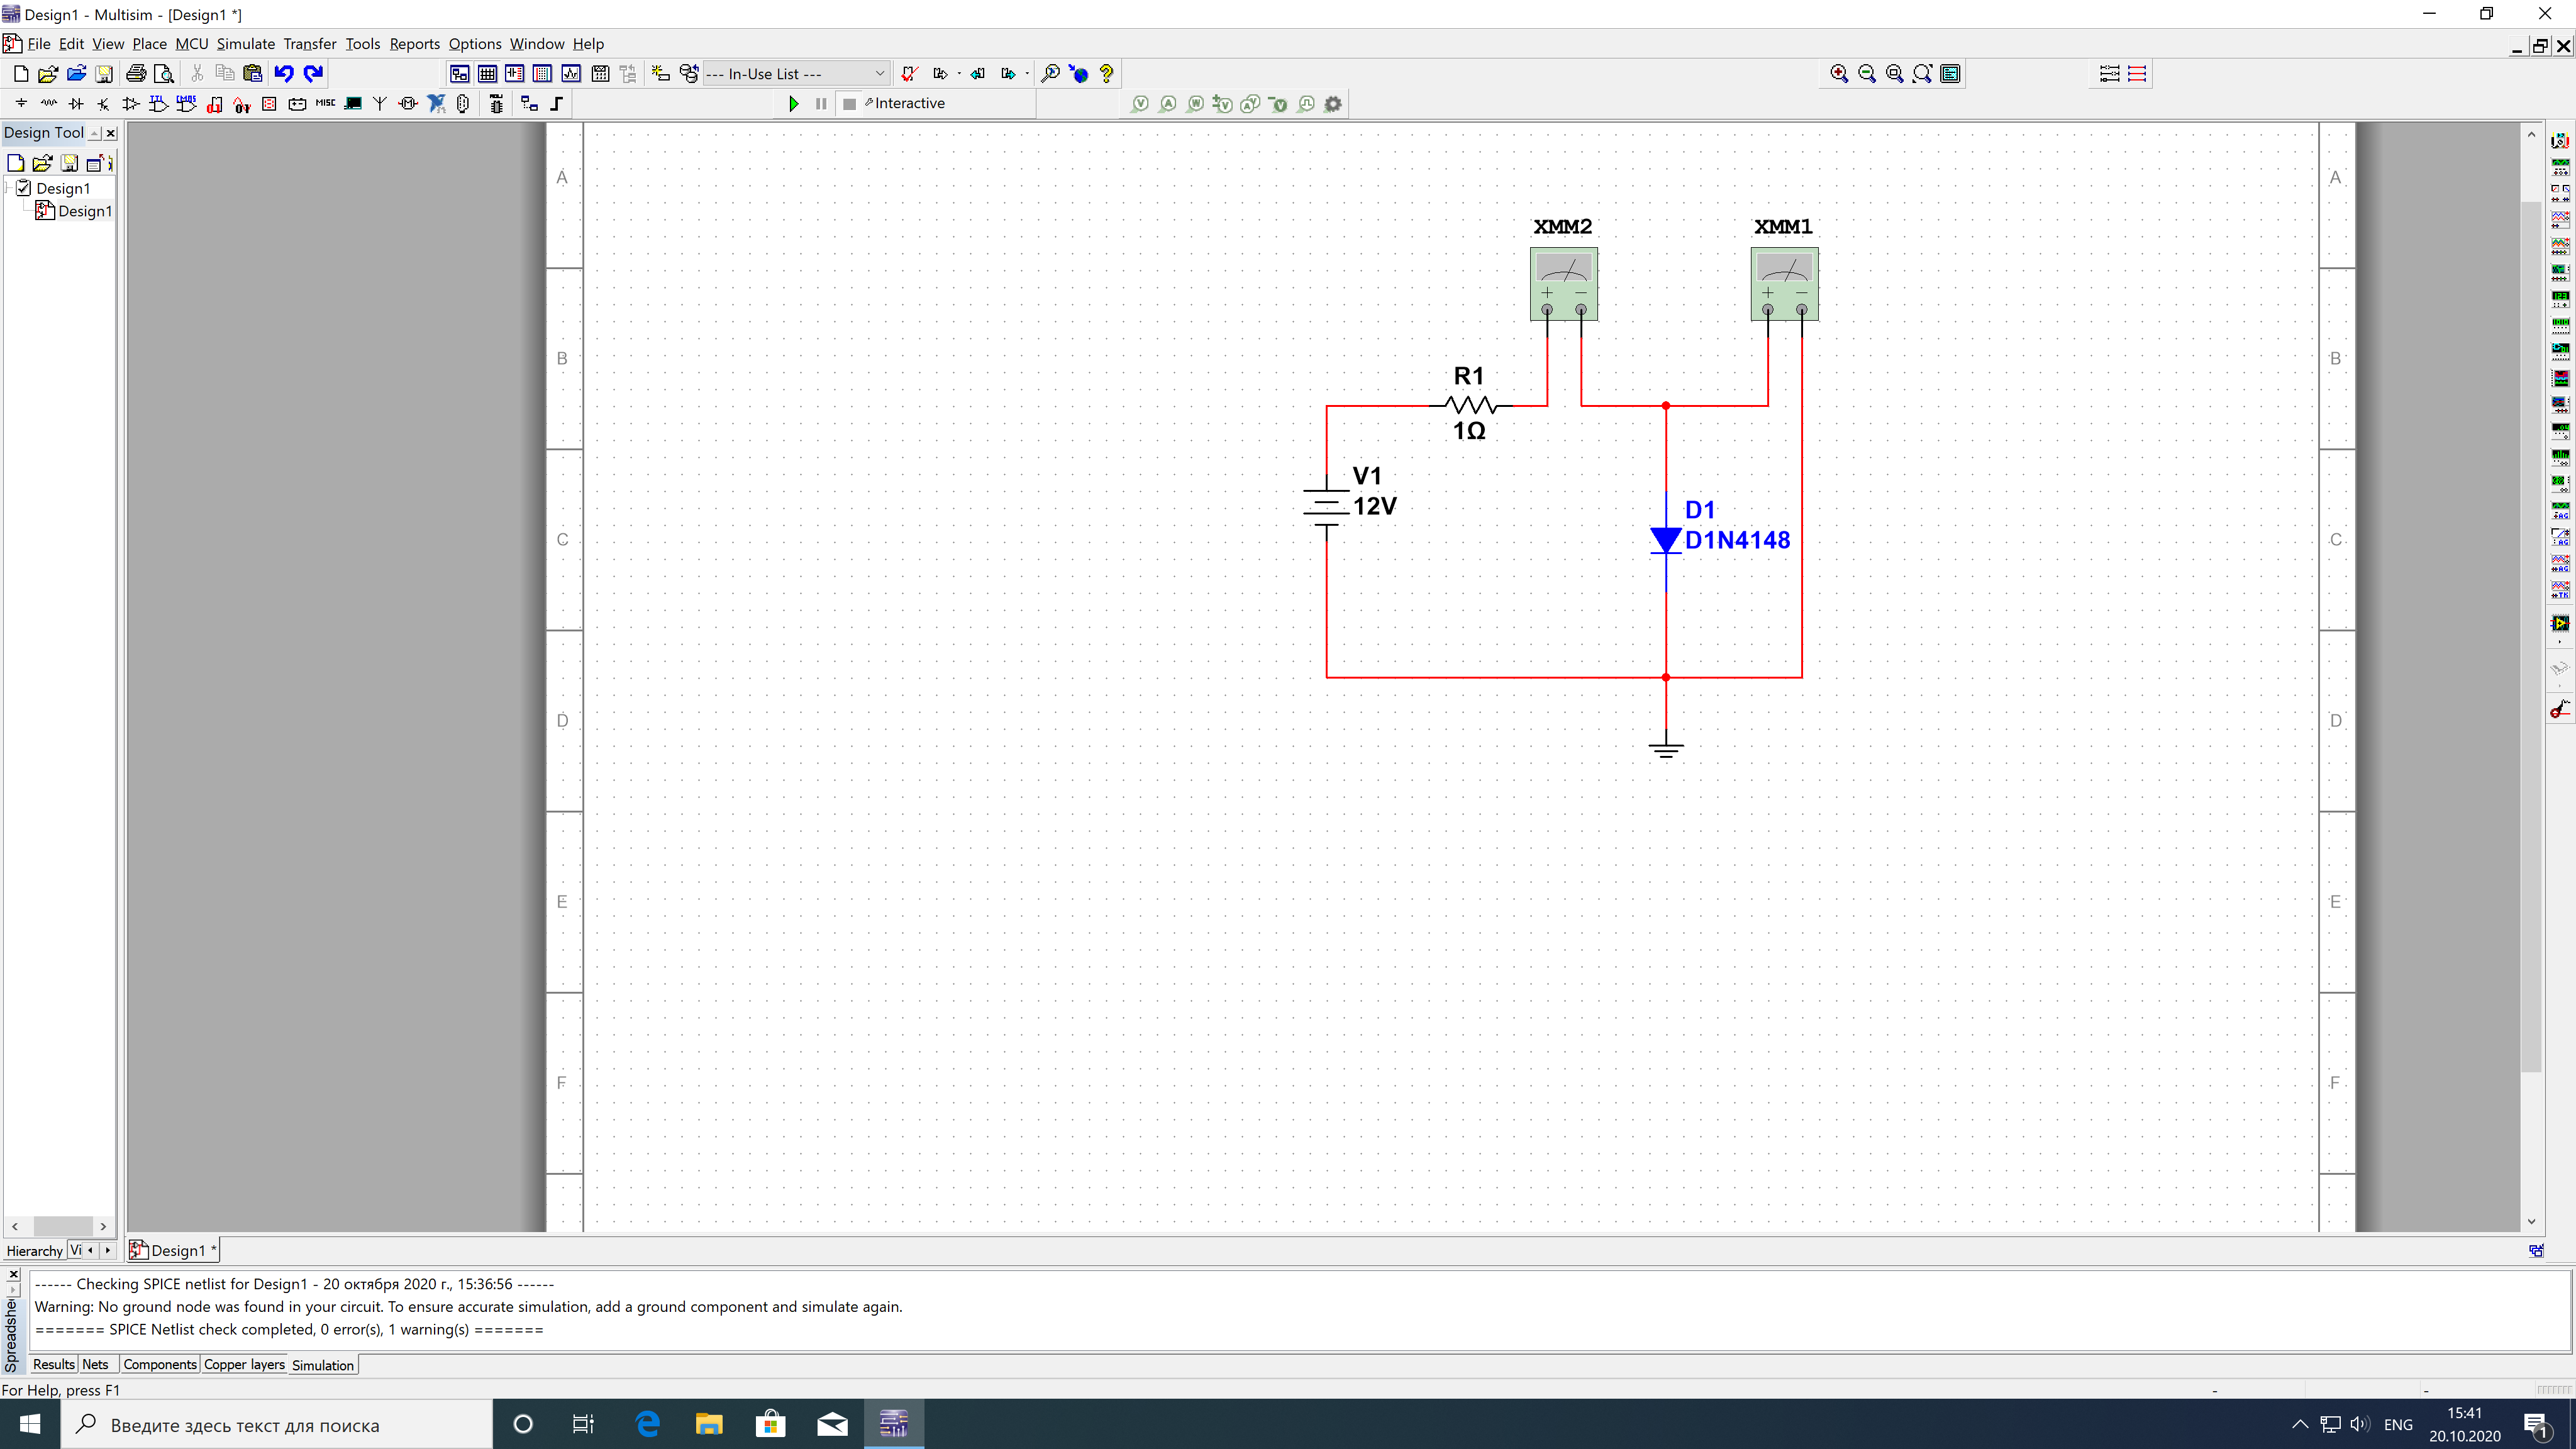 Design1 - Multisim - [Design1 *]
File Edit View Place MCU Simulate Transfer Tools Reports Options Window Help
--- In-Use List ---
Interactive
Design Tool
Design1
Design1
A
B
C
D
E
F
A
B
C
D
E
F
XMM2
XMM1
R1
1Ω
V1
12V
D1
D1N4148
Hierarchy Vi
Design1 *
Spreadshe
------ Checking SPICE netlist for Design1 - 20 октября 2020 г., 15:36:56 ------
Warning: No ground node was found in your circuit. To ensure accurate simulation, add a ground component and simulate again.
======= SPICE Netlist check completed, 0 error(s), 1 warning(s) =======
Results Nets Components Copper layers Simulation
For Help, press F1
Введите здесь текст для поиска
ENG
15:41
20.10.2020
1